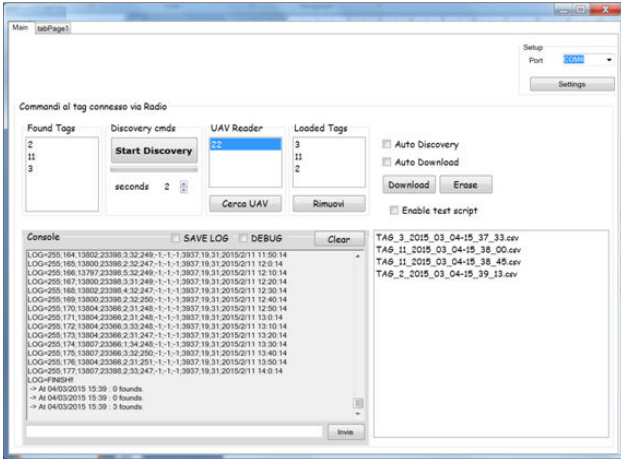 Main
tabPage1
Setup
Port
COM4
Settings
Commandi al tag connesso via Radio
Found Tags
2
11
3
Discovery cmds
Start Discovery
seconds 2
UAV Reader
22
Cerca UAV
Loaded Tags
3
11
2
Rimuovi
Auto Discovery
Auto Download
Download
Erase
Enable test script
Console
SAVE LOG
DEBUG
Clear
LOG=255;164;13802;23398;3;32;249;-1;-1;-1;3937;19;31;2015/2/11 11:50:14
LOG=255;165;13800;23398;2;32;247;-1;-1;-1;3937;19;31;2015/2/11 12:0:14
LOG=255;166;13797;23398;5;32;249;-1;-1;-1;3937;19;31;2015/2/11 12:10:14
LOG=255;167;13800;23398;3;31;249;-1;-1;-1;3937;19;31;2015/2/11 12:20:14
LOG=255;168;13802;23398;4;32;247;-1;-1;-1;3937;19;31;2015/2/11 12:30:14
LOG=255;169;13800;23398;2;32;250;-1;-1;-1;3937;19;31;2015/2/11 12:40:14
LOG=255;170;13804;23366;2;31;248;-1;-1;-1;3937;19;31;2015/2/11 12:50:14
LOG=255;171;13804;23366;2;31;248;-1;-1;-1;3937;19;31;2015/2/11 13:0:14
LOG=255;172;13804;23366;3;33;248;-1;-1;-1;3937;19;31;2015/2/11 13:10:14
LOG=255;173;13804;23366;2;31;247;-1;-1;-1;3937;19;31;2015/2/11 13:20:14
LOG=255;174;13807;23366;1;34;248;-1;-1;-1;3937;19;31;2015/2/11 13:30:14
LOG=255;175;13807;23366;3;32;250;-1;-1;-1;3937;19;31;2015/2/11 13:40:14
LOG=255;176;13804;23366;2;31;251;-1;-1;-1;3937;19;31;2015/2/11 13:50:14
LOG=255;177;13807;23398;2;33;247;-1;-1;-1;3937;19;31;2015/2/11 14:0:14
LOG=FINISH!!
-> At 04/03/2015 15:39 : 0 founds.
-> At 04/03/2015 15:39 : 0 founds.
-> At 04/03/2015 15:39 : 3 founds.
Invia
TAG_3_2015_03_04-15_37_33.csv
TAG_11_2015_03_04-15_38_00.csv
TAG_11_2015_03_04-15_38_45.csv
TAG_2_2015_03_04-15_39_13.csv